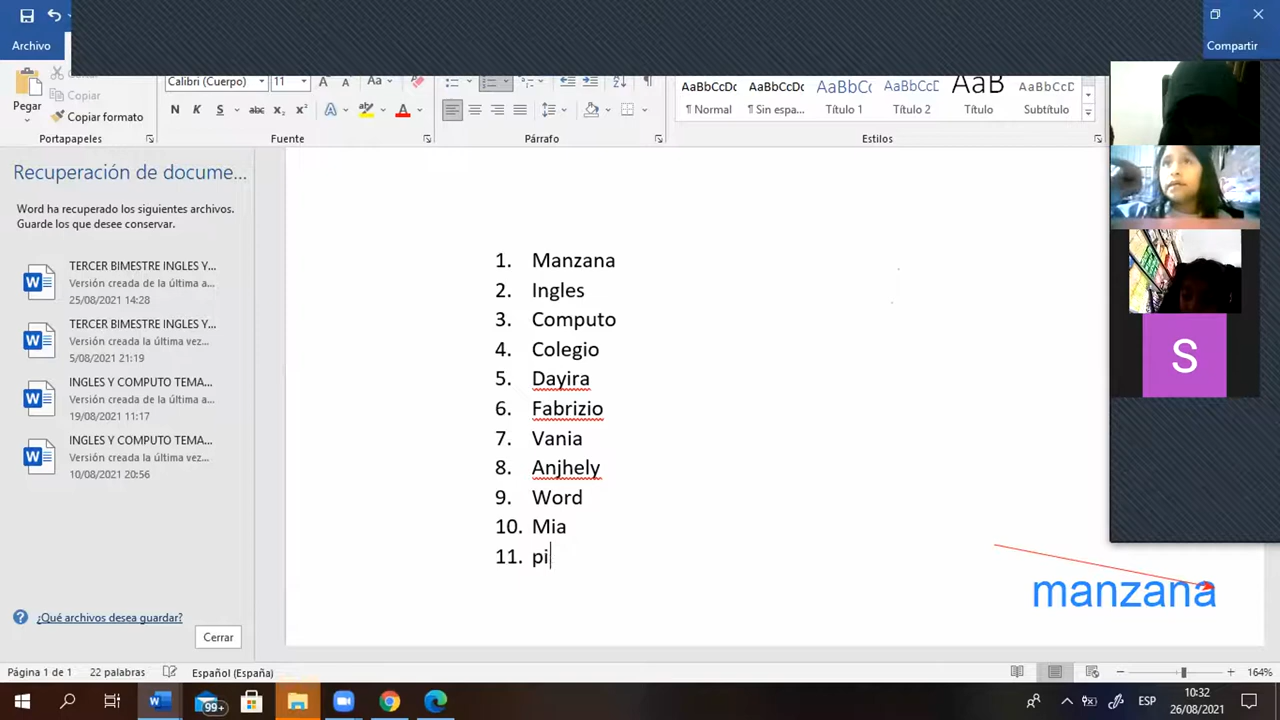 Archivo
Compartir
Calibri (Cuerpo) 11 A A Aa
Pegar
Copiar
Copiar formato
N K S abc x₂ x² A A
AaBbCcDc AaBbCcDc AaBbC AaBbCcD AaB AaBbCcD
¶ Normal ¶ Sin espa... Título 1 Título 2 Título Subtítulo
Portapapeles Fuente Párrafo Estilos
Recuperación de docume...
Word ha recuperado los siguientes archivos.
Guarde los que desee conservar.
TERCER BIMESTRE INGLES Y...
Versión creada de la última a...
25/08/2021 14:28
TERCER BIMESTRE INGLES Y...
Versión creada la última vez...
5/08/2021 21:19
INGLES Y COMPUTO TEMA...
Versión creada de la última a...
19/08/2021 11:17
INGLES Y COMPUTO TEMA...
Versión creada la última vez...
10/08/2021 20:56
¿Qué archivos desea guardar?
Cerrar
1. Manzana
2. Ingles
3. Computo
4. Colegio
5. Dayira
6. Fabrizio
7. Vania
8. Anjhely
9. Word
10. Mia
11. pi
manzana
S
Página 1 de 1 22 palabras Español (España) 164%
99+
ESP
10:32
26/08/2021